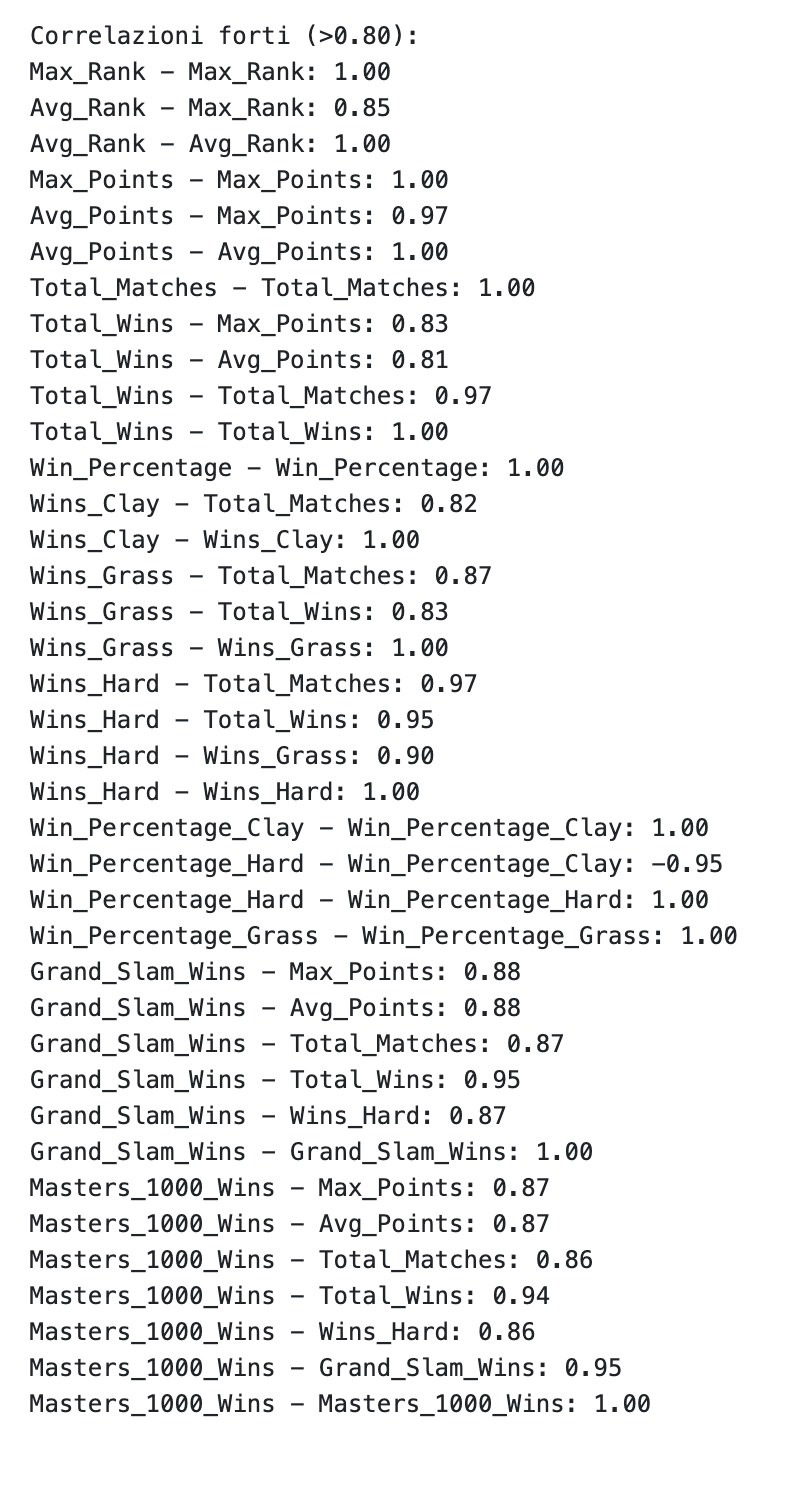 Correlazioni forti (>0.80):
Max_Rank – Max_Rank: 1.00
Avg_Rank – Max_Rank: 0.85
Avg_Rank – Avg_Rank: 1.00
Max_Points – Max_Points: 1.00
Avg_Points – Max_Points: 0.97
Avg_Points – Avg_Points: 1.00
Total_Matches – Total_Matches: 1.00
Total_Wins – Max_Points: 0.83
Total_Wins – Avg_Points: 0.81
Total_Wins – Total_Matches: 0.97
Total_Wins – Total_Wins: 1.00
Win_Percentage – Win_Percentage: 1.00
Wins_Clay – Total_Matches: 0.82
Wins_Clay – Wins_Clay: 1.00
Wins_Grass – Total_Matches: 0.87
Wins_Grass – Total_Wins: 0.83
Wins_Grass – Wins_Grass: 1.00
Wins_Hard – Total_Matches: 0.97
Wins_Hard – Total_Wins: 0.95
Wins_Hard – Wins_Grass: 0.90
Wins_Hard – Wins_Hard: 1.00
Win_Percentage_Clay – Win_Percentage_Clay: 1.00
Win_Percentage_Hard – Win_Percentage_Clay: –0.95
Win_Percentage_Hard – Win_Percentage_Hard: 1.00
Win_Percentage_Grass – Win_Percentage_Grass: 1.00
Grand_Slam_Wins – Max_Points: 0.88
Grand_Slam_Wins – Avg_Points: 0.88
Grand_Slam_Wins – Total_Matches: 0.87
Grand_Slam_Wins – Total_Wins: 0.95
Grand_Slam_Wins – Wins_Hard: 0.87
Grand_Slam_Wins – Grand_Slam_Wins: 1.00
Masters_1000_Wins – Max_Points: 0.87
Masters_1000_Wins – Avg_Points: 0.87
Masters_1000_Wins – Total_Matches: 0.86
Masters_1000_Wins – Total_Wins: 0.94
Masters_1000_Wins – Wins_Hard: 0.86
Masters_1000_Wins – Grand_Slam_Wins: 0.95
Masters_1000_Wins – Masters_1000_Wins: 1.00